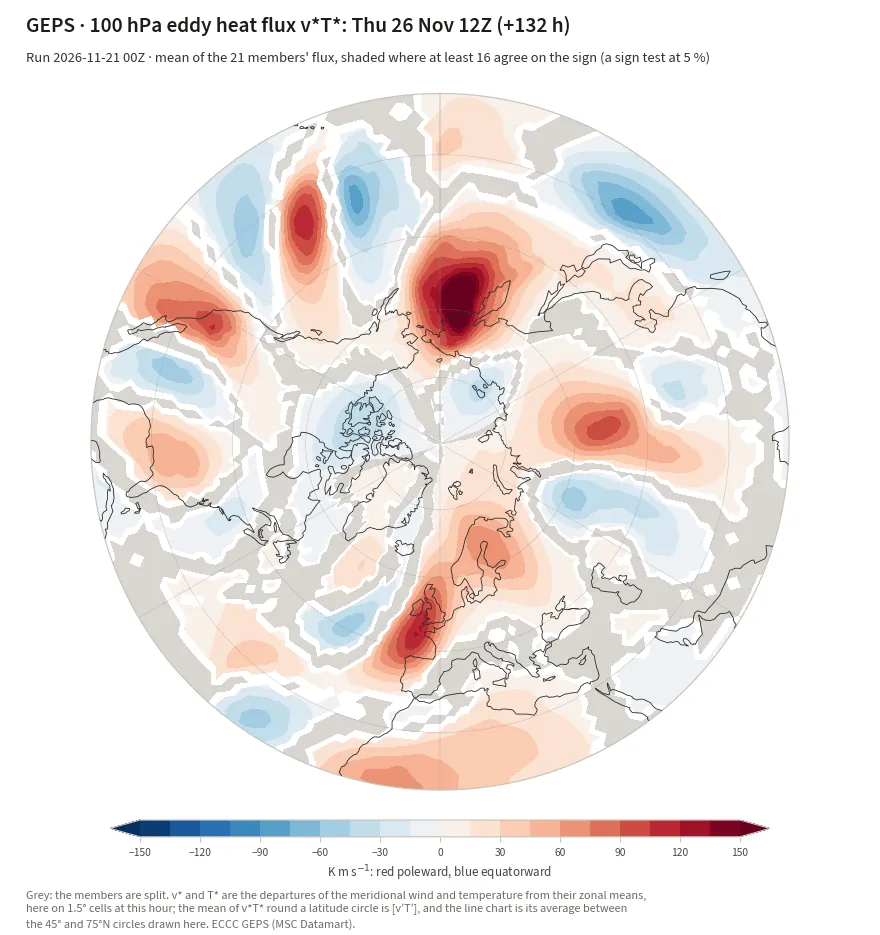 GEPS · 100 hPa eddy heat flux v*T*: Thu 26 Nov 12Z (+132 h)
Run 2026-11-21 00Z · mean of the 21 members' flux, shaded where at least 16 agree on the sign (a sign test at 5 %)
−150 −120 −90 −60 −30 0 30 60 90 120 150
K m s⁻¹: red poleward, blue equatorward
Grey: the members are split. v* and T* are the departures of the meridional wind and temperature from their zonal means,
here on 1.5° cells at this hour; the mean of v*T* round a latitude circle is [v'T'], and the line chart is its average between
the 45° and 75°N circles drawn here. ECCC GEPS (MSC Datamart).